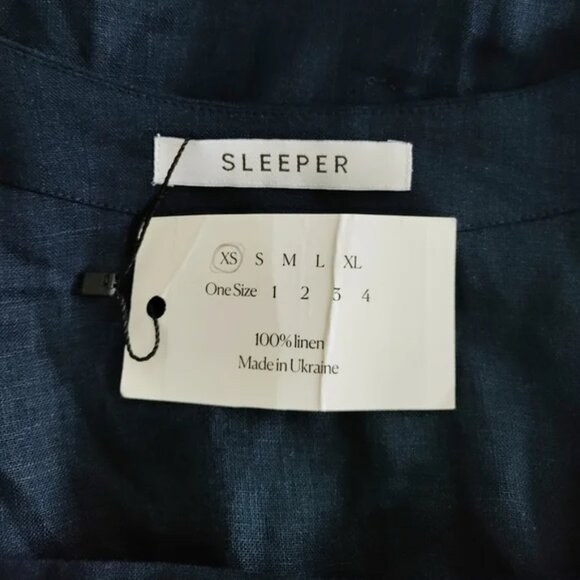 SLEEPER
XS S M L XL
One Size 1 2 3 4
100% linen
Made in Ukraine